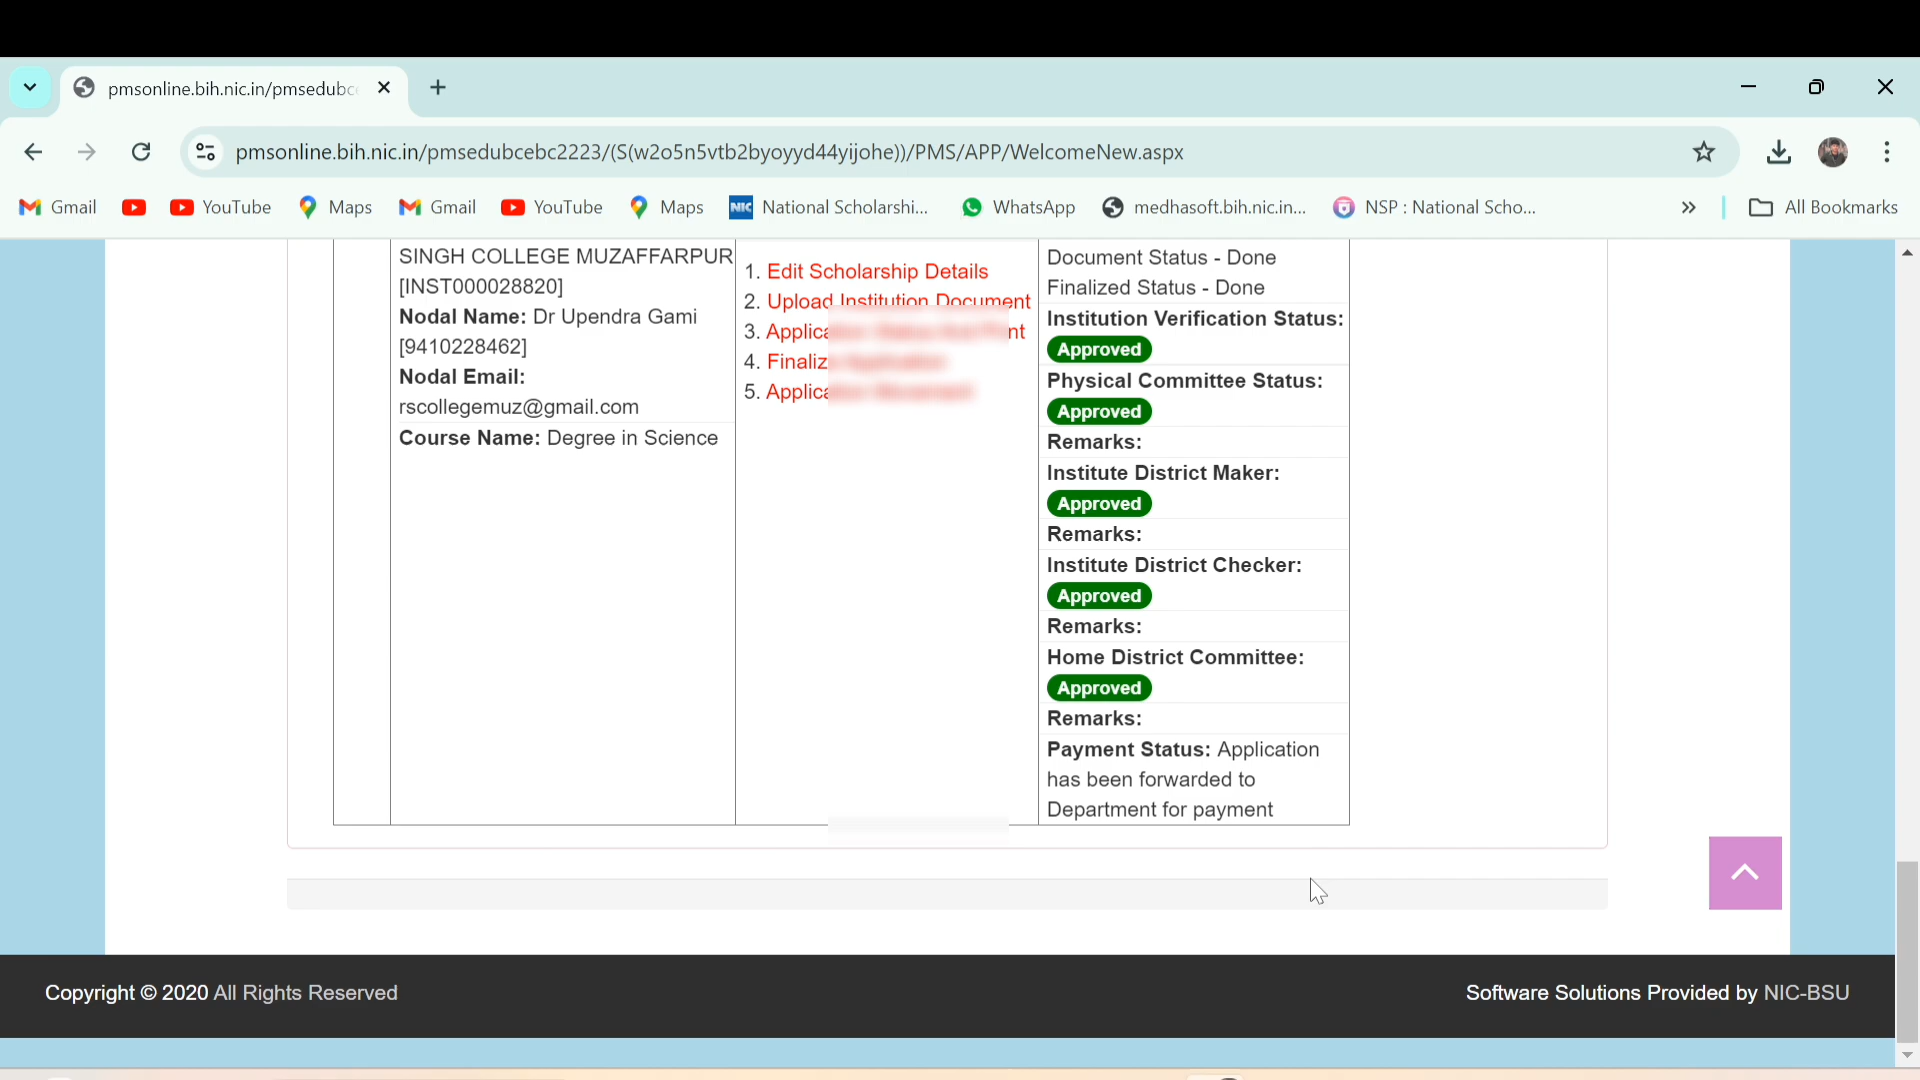 pmsonline.bih.nic.in/pmsedubce
pmsonline.bih.nic.in/pmsedubcebc2223/(S(w2o5n5vtb2byoyyd44yijohe))/PMS/APP/WelcomeNew.aspx
Gmail YouTube Maps Gmail YouTube Maps NIC National Scholarshi... WhatsApp medhasoft.bih.nic.in... NSP : National Scho... » All Bookmarks
SINGH COLLEGE MUZAFFARPUR
[INST000028820]
Nodal Name: Dr Upendra Gami
[9410228462]
Nodal Email:
rscollegemuz@gmail.com
Course Name: Degree in Science
1. Edit Scholarship Details
2. Upload Institution Document
3.
4.
5.
Document Status - Done
Finalized Status - Done
Institution Verification Status:
Approved
Physical Committee Status:
Approved
Remarks:
Institute District Maker:
Approved
Remarks:
Institute District Checker:
Approved
Remarks:
Home District Committee:
Approved
Remarks:
Payment Status: Application
has been forwarded to
Department for payment
Copyright © 2020 All Rights Reserved
Software Solutions Provided by NIC-BSU